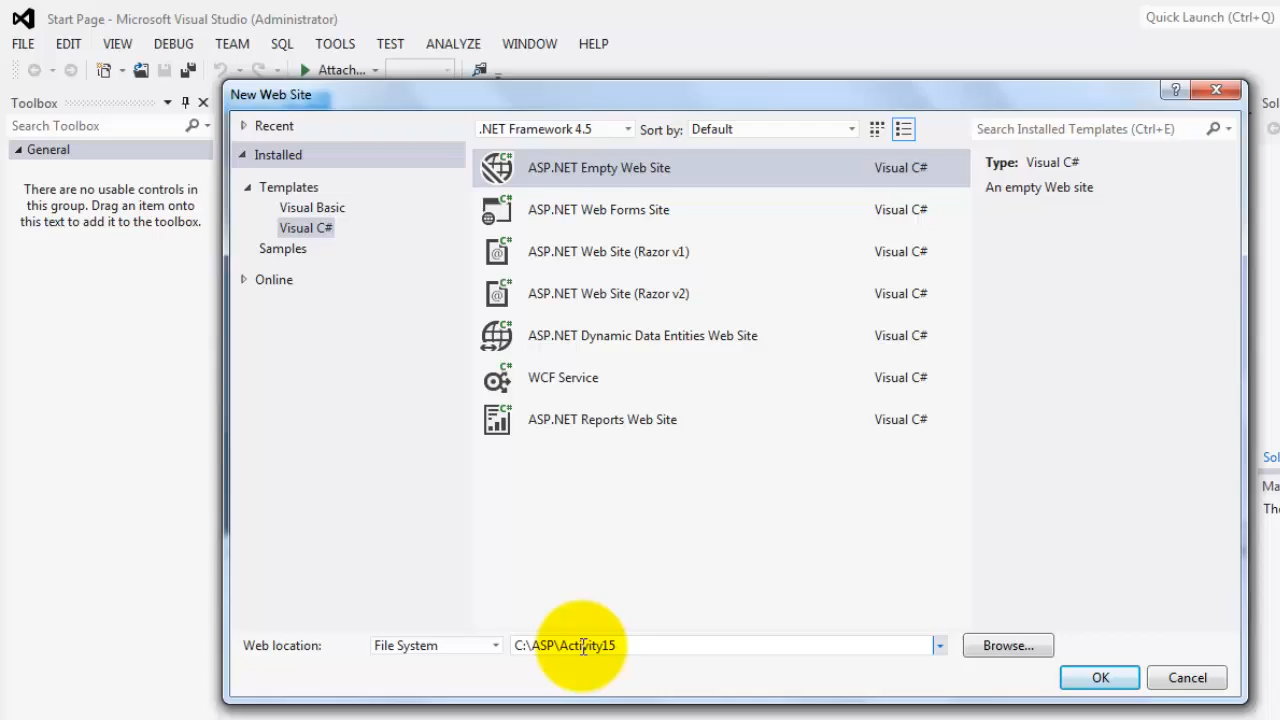 Start Page - Microsoft Visual Studio (Administrator)
Quick Launch (Ctrl+Q)
FILE EDIT VIEW DEBUG TEAM SQL TOOLS TEST ANALYZE WINDOW HELP
Attach...
Toolbox
Search Toolbox
General
There are no usable controls in
this group. Drag an item onto
this text to add it to the toolbox.
New Web Site
Recent
Installed
Templates
Visual Basic
Visual C#
Samples
Online
.NET Framework 4.5 Sort by: Default
Search Installed Templates (Ctrl+E)
ASP.NET Empty Web Site Visual C#
ASP.NET Web Forms Site Visual C#
ASP.NET Web Site (Razor v1) Visual C#
ASP.NET Web Site (Razor v2) Visual C#
ASP.NET Dynamic Data Entities Web Site Visual C#
WCF Service Visual C#
ASP.NET Reports Web Site Visual C#
Type: Visual C#
An empty Web site
Web location: File System C:\ASP\Activity15 Browse...
OK Cancel
Sol
Sol
Ma
The